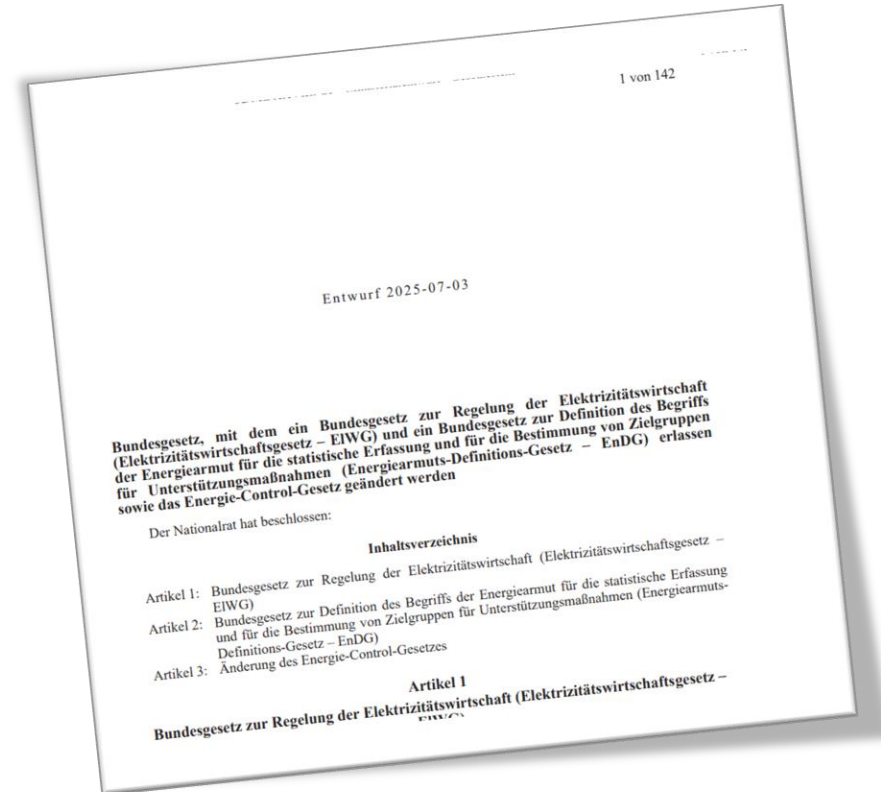 1 von 142
Entwurf 2025-07-03
Bundesgesetz, mit dem ein Bundesgesetz zur Regelung der Elektrizitätswirtschaft
(Elektrizitätswirtschaftsgesetz – ElWG) und ein Bundesgesetz zur Definition des Begriffs
der Energiearmut für die statistische Erfassung und für die Bestimmung von Zielgruppen
für Unterstützungsmaßnahmen (Energiearmuts-Definitions-Gesetz – EnDG) erlassen
sowie das Energie-Control-Gesetz geändert werden
Der Nationalrat hat beschlossen:
Inhaltsverzeichnis
Artikel 1: Bundesgesetz zur Regelung der Elektrizitätswirtschaft (Elektrizitätswirtschaftsgesetz –
ElWG)
Artikel 2: Bundesgesetz zur Definition des Begriffs der Energiearmut für die statistische Erfassung
und für die Bestimmung von Zielgruppen für Unterstützungsmaßnahmen (Energiearmuts-
Definitions-Gesetz – EnDG)
Artikel 3: Änderung des Energie-Control-Gesetzes
Artikel 1
Bundesgesetz zur Regelung der Elektrizitätswirtschaft (Elektrizitätswirtschaftsgesetz –